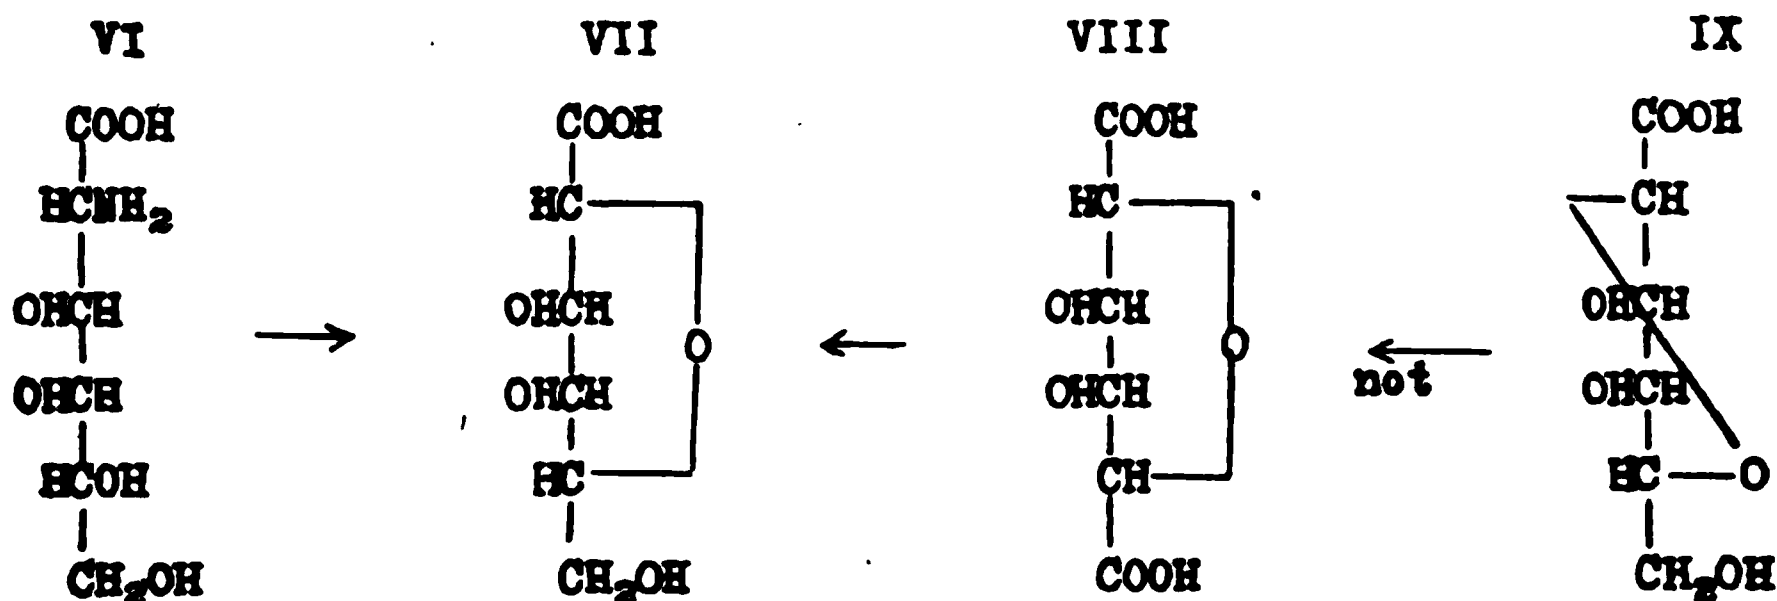 VI VII VIII IX
COOH COOH COOH COOH
HCNH₂ HC HC CH
OHCH OHCH OHCH OHCH
O O
not
OHCH OHCH OHCH OHCH
HCOH HC CH HC O
CH₂OH CH₂OH COOH CH₂OH